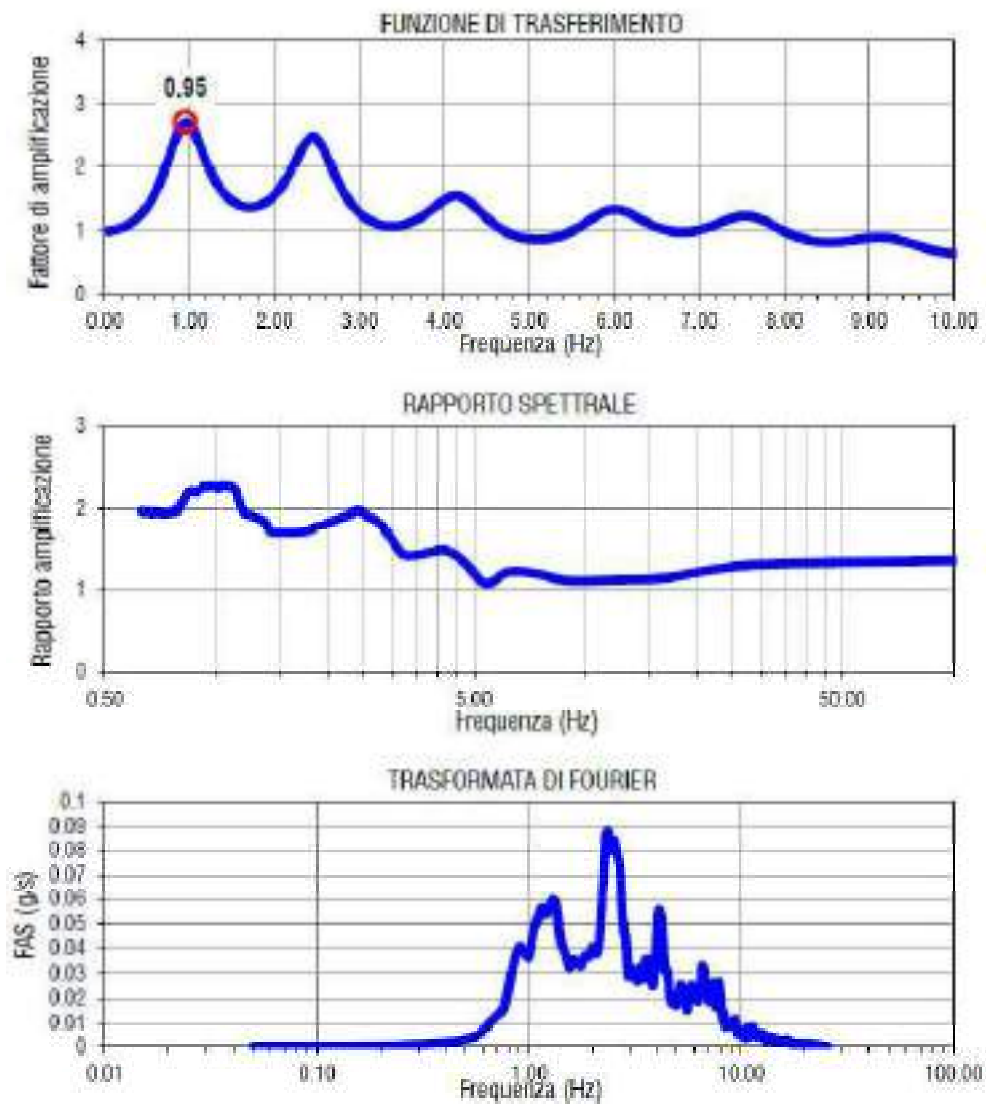 FUNZIONE DI TRASFERIMENTO
Fattore di amplificazione
4
3
2
1
0
0.95
0.00 1.00 2.00 3.00 4.00 5.00 6.00 7.00 8.00 9.00 10.00
Frequenza (Hz)
RAPPORTO SPETTRALE
Rapporto amplificazione
3
2
1
0
0.50 5.00 50.00
Frequenza (Hz)
TRASFORMATA DI FOURIER
FAS (g/s)
0.1
0.09
0.08
0.07
0.06
0.05
0.04
0.03
0.02
0.01
0
0.01 0.10 1.00 10.00 100.00
Frequenza (Hz)